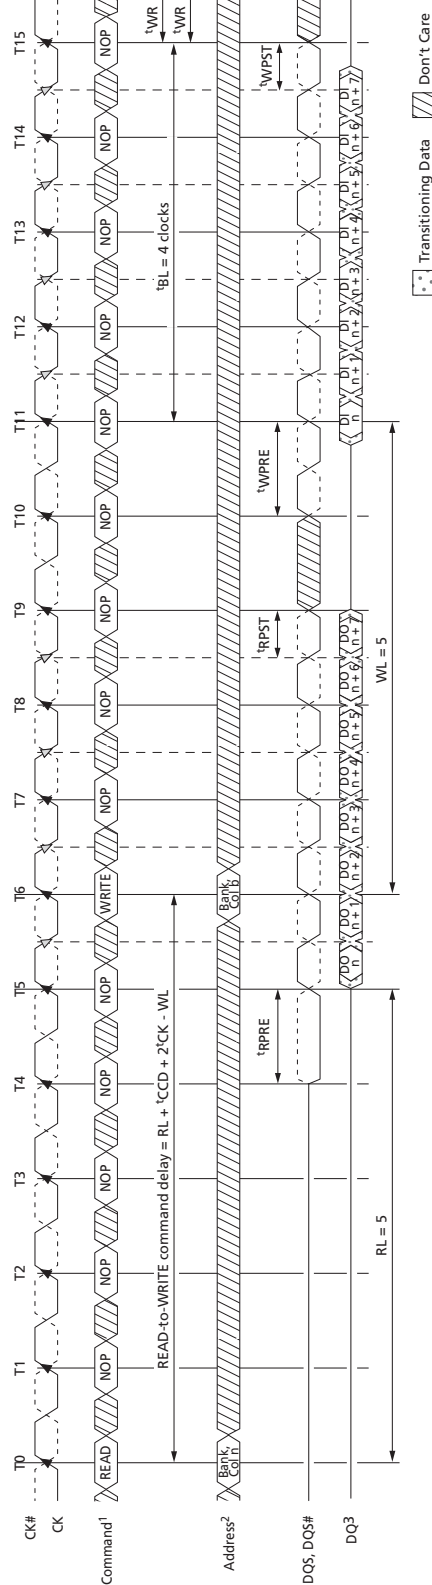 T0 T1 T2 T3 T4 T5 T6 T7 T8 T9 T10 T11 T12 T13 T14 T15
CK#
CK
Command1 READ NOP NOP NOP NOP NOP WRITE NOP NOP NOP NOP NOP NOP NOP NOP NOP
tWR
READ-to-WRITE command delay = RL + tCCD + 2tCK - WL
tBL = 4 clocks
tWR
Address2
Bank,
Col n
Bank,
Col b
tRPRE
tRPST
tWPRE
tWPST
DQS, DQS#
DQ3
DO
n
DO
n + 1
DO
n + 2
DO
n + 3
DO
n + 4
DO
n + 5
DO
n + 6
DO
n + 7
DI
n
DI
n + 1
DI
n + 2
DI
n + 3
DI
n + 4
DI
n + 5
DI
n + 6
DI
n + 7
RL = 5
WL = 5
Transitioning Data
Don't Care